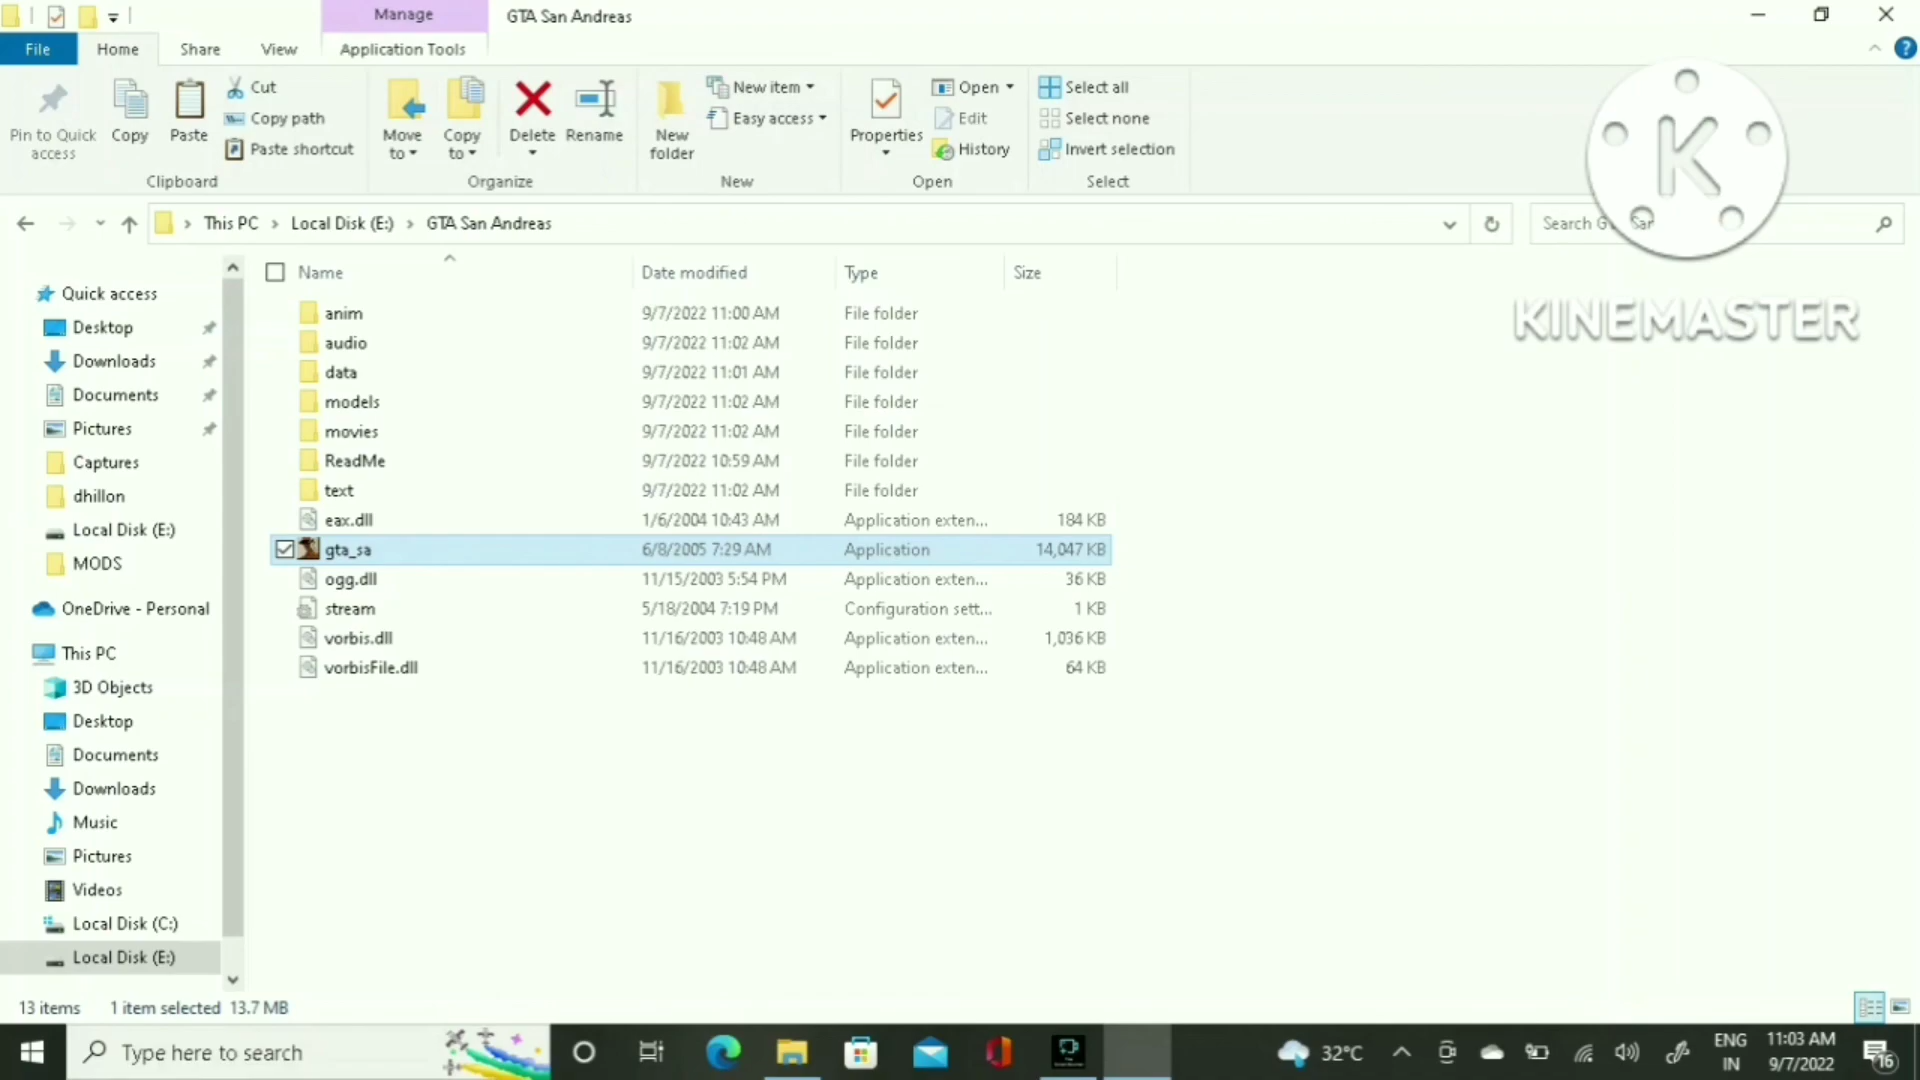 Manage
GTA San Andreas
File
Home
Share
View
Application Tools
Pin to Quick access
Copy
Paste
Cut
Copy path
Paste shortcut
Clipboard
Move to
Copy to
Delete
Rename
Organize
New folder
New item
Easy access
New
Properties
Open
Edit
History
Open
Select all
Select none
Invert selection
Select
K
KINEMASTER
This PC > Local Disk (E:) > GTA San Andreas
Search
Name Date modified Type Size
anim 9/7/2022 11:00 AM File folder
audio 9/7/2022 11:02 AM File folder
data 9/7/2022 11:01 AM File folder
models 9/7/2022 11:02 AM File folder
movies 9/7/2022 11:02 AM File folder
ReadMe 9/7/2022 10:59 AM File folder
text 9/7/2022 11:02 AM File folder
eax.dll 1/6/2004 10:43 AM Application exten... 184 KB
gta_sa 6/8/2005 7:29 AM Application 14,047 KB
ogg.dll 11/15/2003 5:54 PM Application exten... 36 KB
stream 5/18/2004 7:19 PM Configuration sett... 1 KB
vorbis.dll 11/16/2003 10:48 AM Application exten... 1,036 KB
vorbisFile.dll 11/16/2003 10:48 AM Application exten... 64 KB
Quick access
Desktop
Downloads
Documents
Pictures
Captures
dhillon
Local Disk (E:)
MODS
OneDrive - Personal
This PC
3D Objects
Desktop
Documents
Downloads
Music
Pictures
Videos
Local Disk (C:)
Local Disk (E:)
13 items 1 item selected 13.7 MB
Type here to search
32°C
ENG
IN
11:03 AM
9/7/2022
16